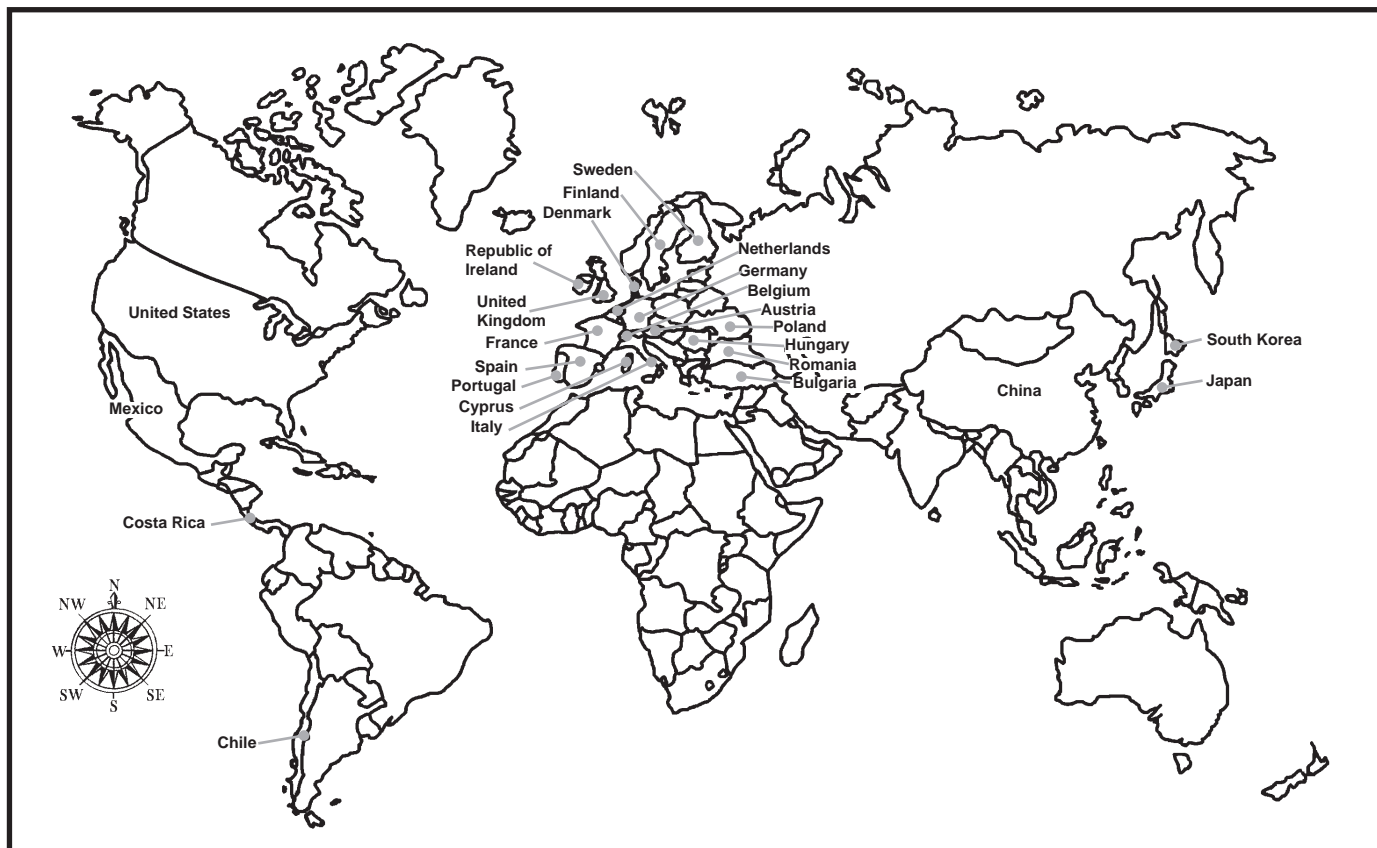 Sweden
Finland
Denmark
Republic of
Ireland
Netherlands
Germany
United
Kingdom
Belgium
Austria
United States
Poland
France
Hungary
South Korea
Spain
Romania
Portugal
Bulgaria
Japan
China
Cyprus
Mexico
Italy
Costa Rica
N
NW
NE
W
E
SW
SE
S
Chile